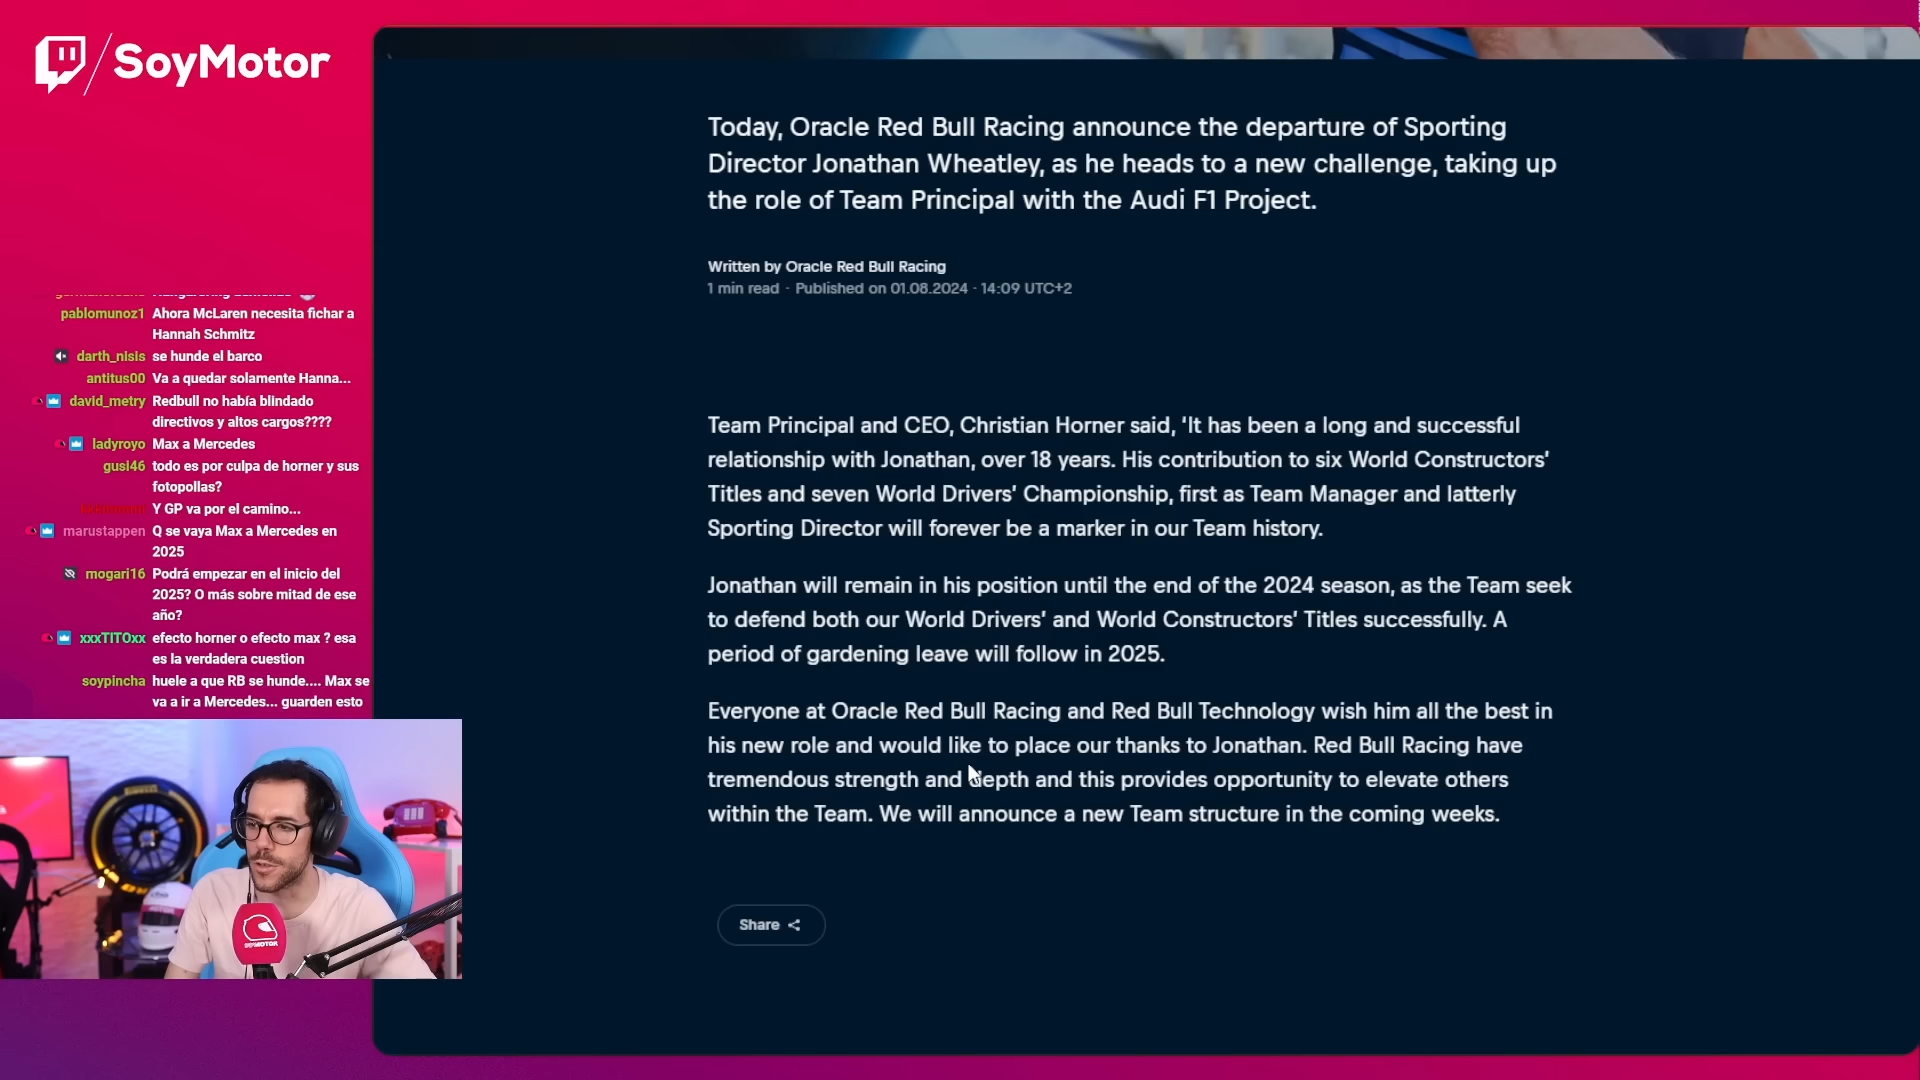 SoyMotor
Today, Oracle Red Bull Racing announce the departure of Sporting
Director Jonathan Wheatley, as he heads to a new challenge, taking up
the role of Team Principal with the Audi F1 Project.
Written by Oracle Red Bull Racing
1 min read · Published on 01.08.2024 · 14:09 UTC+2
Team Principal and CEO, Christian Horner said, ‘It has been a long and successful
relationship with Jonathan, over 18 years. His contribution to six World Constructors’
Titles and seven World Drivers’ Championship, first as Team Manager and latterly
Sporting Director will forever be a marker in our Team history.
Jonathan will remain in his position until the end of the 2024 season, as the Team seek
to defend both our World Drivers’ and World Constructors’ Titles successfully. A
period of gardening leave will follow in 2025.
Everyone at Oracle Red Bull Racing and Red Bull Technology wish him all the best in
his new role and would like to place our thanks to Jonathan. Red Bull Racing have
tremendous strength and depth and this provides opportunity to elevate others
within the Team. We will announce a new Team structure in the coming weeks.
Share
pablomunoz1 Ahora McLaren necesita fichar a
Hannah Schmitz
darth_nisis se hunde el barco
antitus00 Va a quedar solamente Hanna...
david_metry Redbull no había blindado
directivos y altos cargos????
ladyroyo Max a Mercedes
gusi46 todo es por culpa de horner y sus
fotopollas?
Y GP va por el camino...
marustappen Q se vaya Max a Mercedes en
2025
mogari16 Podrá empezar en el inicio del
2025? O más sobre mitad de ese
año?
xxxTITOxx efecto horner o efecto max ? esa
es la verdadera cuestion
soypincha huele a que RB se hunde.... Max se
va a ir a Mercedes... guarden esto
SOYMOTOR